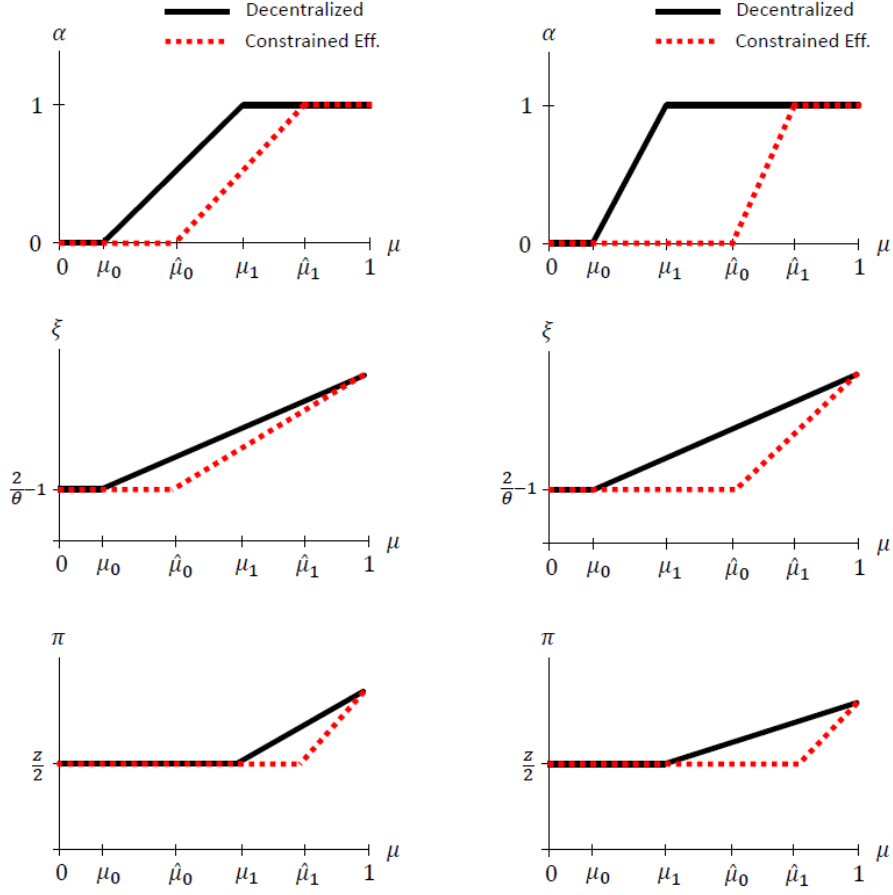 Decentralized
Constrained Eff.
α
1
0
0 μ₀ μ̂₀ μ₁ μ̂₁ 1 μ
Decentralized
Constrained Eff.
α
1
0
0 μ₀ μ₁ μ̂₀ μ̂₁ 1 μ
ξ
2/θ −1
0 μ₀ μ̂₀ μ₁ μ̂₁ 1 μ
ξ
2/θ −1
0 μ₀ μ₁ μ̂₀ μ̂₁ 1 μ
π
z/2
0 μ₀ μ̂₀ μ₁ μ̂₁ 1 μ
π
z/2
0 μ₀ μ₁ μ̂₀ μ̂₁ 1 μ